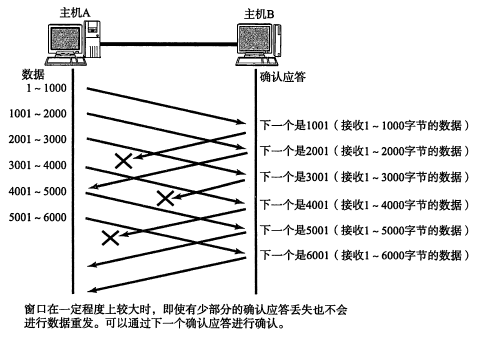 主机A
主机B
数据
确认应答
1～1000
1001～2000
2001～3000
3001～4000
4001～5000
5001～6000
下一个是1001（接收1～1000字节的数据）
下一个是2001（接收1～2000字节的数据）
下一个是3001（接收1～3000字节的数据）
下一个是4001（接收1～4000字节的数据）
下一个是5001（接收1～5000字节的数据）
下一个是6001（接收1～6000字节的数据）
窗口在一定程度上较大时，即使有少部分的确认应答丢失也不会
进行数据重发。可以通过下一个确认应答进行确认。